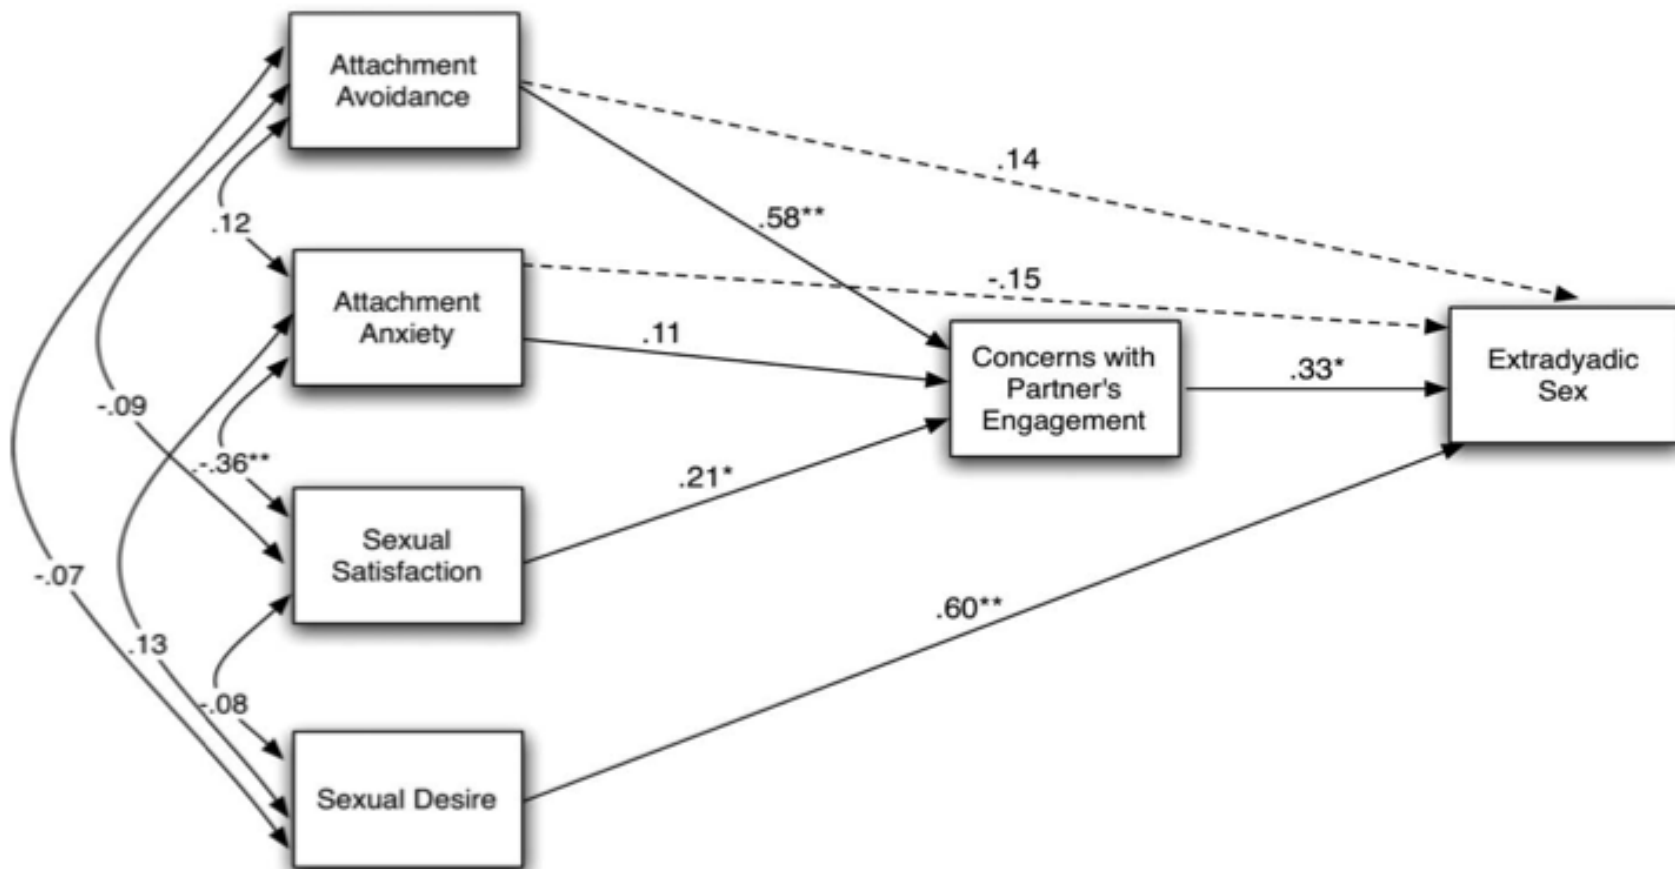 Attachment
Avoidance
.14
.58**
.12
Attachment
Anxiety
-.15
.11
Concerns with
Partner's
Engagement
.33*
Extradyadic
Sex
-.09
-.36**
.21*
Sexual
Satisfaction
-.07
.60**
.13
-.08
Sexual Desire